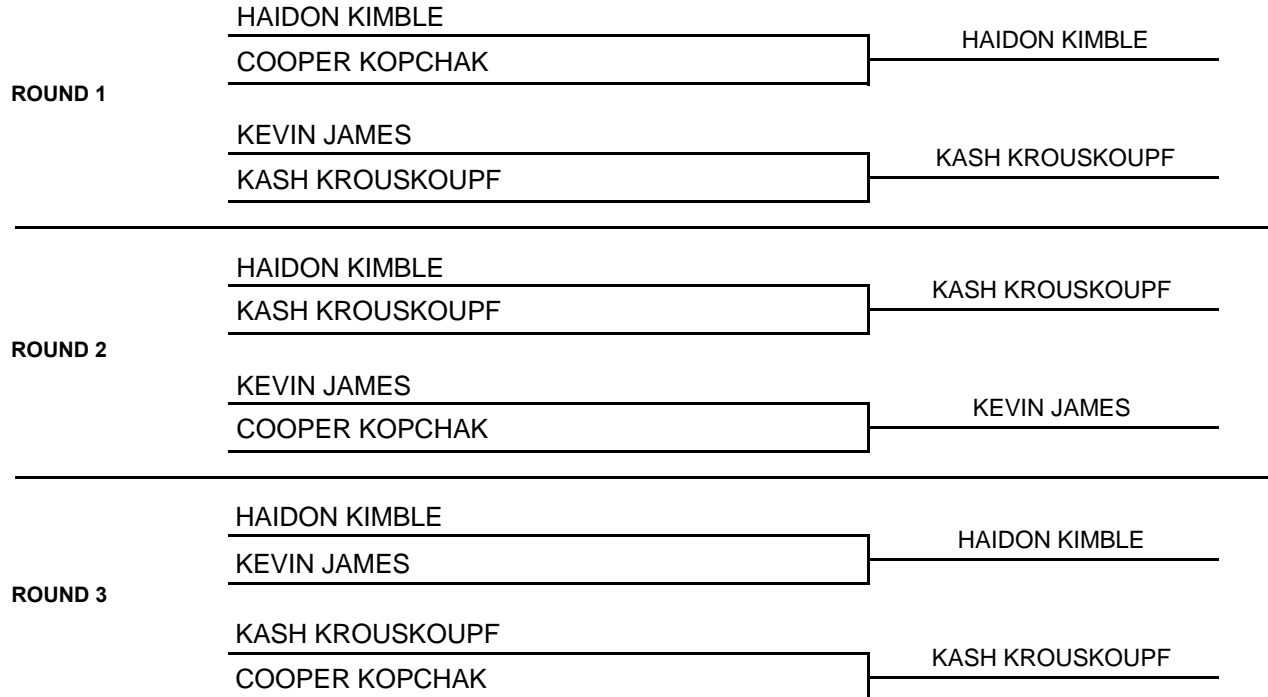 HAIDON KIMBLE
HAIDON KIMBLE
COOPER KOPCHAK
ROUND 1
KEVIN JAMES
KASH KROUSKOUPF
KASH KROUSKOUPF
HAIDON KIMBLE
KASH KROUSKOUPF
KASH KROUSKOUPF
ROUND 2
KEVIN JAMES
KEVIN JAMES
COOPER KOPCHAK
HAIDON KIMBLE
HAIDON KIMBLE
KEVIN JAMES
ROUND 3
KASH KROUSKOUPF
KASH KROUSKOUPF
COOPER KOPCHAK